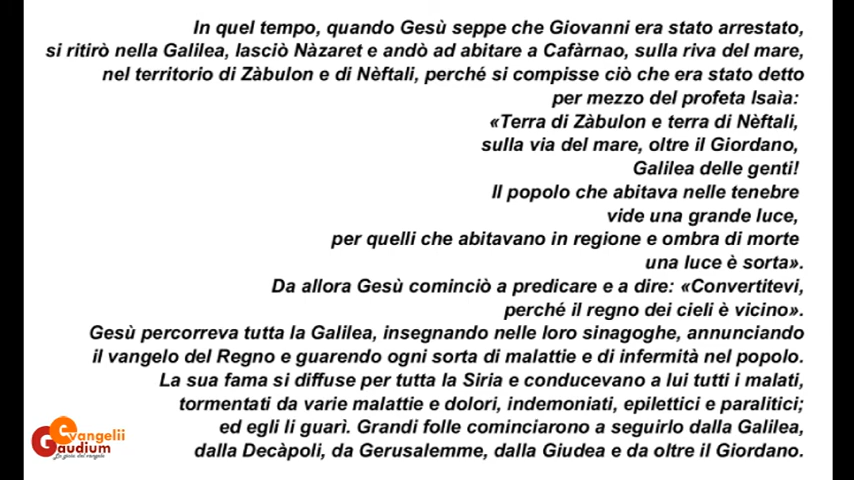 In quel tempo, quando Gesù seppe che Giovanni era stato arrestato,
si ritirò nella Galilea, lasciò Nàzaret e andò ad abitare a Cafàrnao, sulla riva del mare,
nel territorio di Zàbulon e di Nèftali, perché si compisse ciò che era stato detto
per mezzo del profeta Isaìa:
«Terra di Zàbulon e terra di Nèftali,
sulla via del mare, oltre il Giordano,
Galilea delle genti!
Il popolo che abitava nelle tenebre
vide una grande luce,
per quelli che abitavano in regione e ombra di morte
una luce è sorta».
Da allora Gesù cominciò a predicare e a dire: «Convertitevi,
perché il regno dei cieli è vicino».
Gesù percorreva tutta la Galilea, insegnando nelle loro sinagoghe, annunciando
il vangelo del Regno e guarendo ogni sorta di malattie e di infermità nel popolo.
La sua fama si diffuse per tutta la Siria e conducevano a lui tutti i malati,
tormentati da varie malattie e dolori, indemoniati, epilettici e paralitici;
ed egli li guarì. Grandi folle cominciarono a seguirlo dalla Galilea,
dalla Decàpoli, da Gerusalemme, dalla Giudea e da oltre il Giordano.
Evangelii
Gaudium
La gioia del vangelo